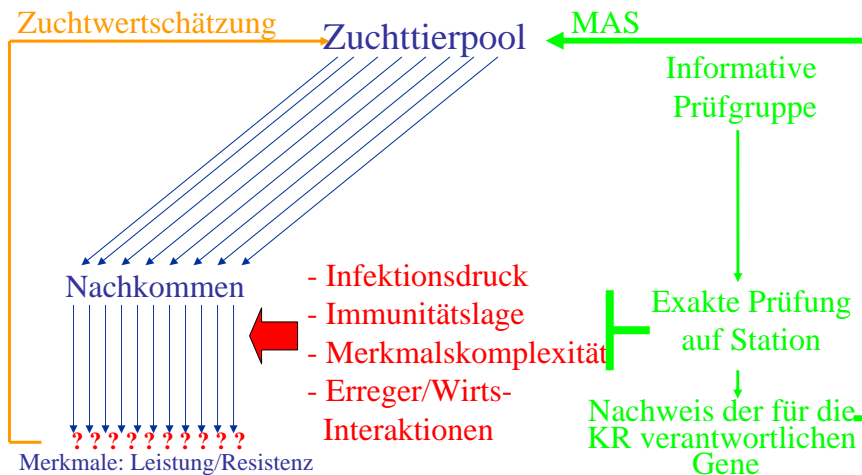 Zuchtwertschätzung
Zuchttierpool
MAS
Informative
Prüfgruppe
Nachkommen
- Infektionsdruck
- Immunitätslage
- Merkmalskomplexität
- Erreger/Wirts-
Interaktionen
Exakte Prüfung
auf Station
Nachweis der für die
KR verantwortlichen
Gene
? ? ? ? ? ? ? ? ? ? ?
Merkmale: Leistung/Resistenz